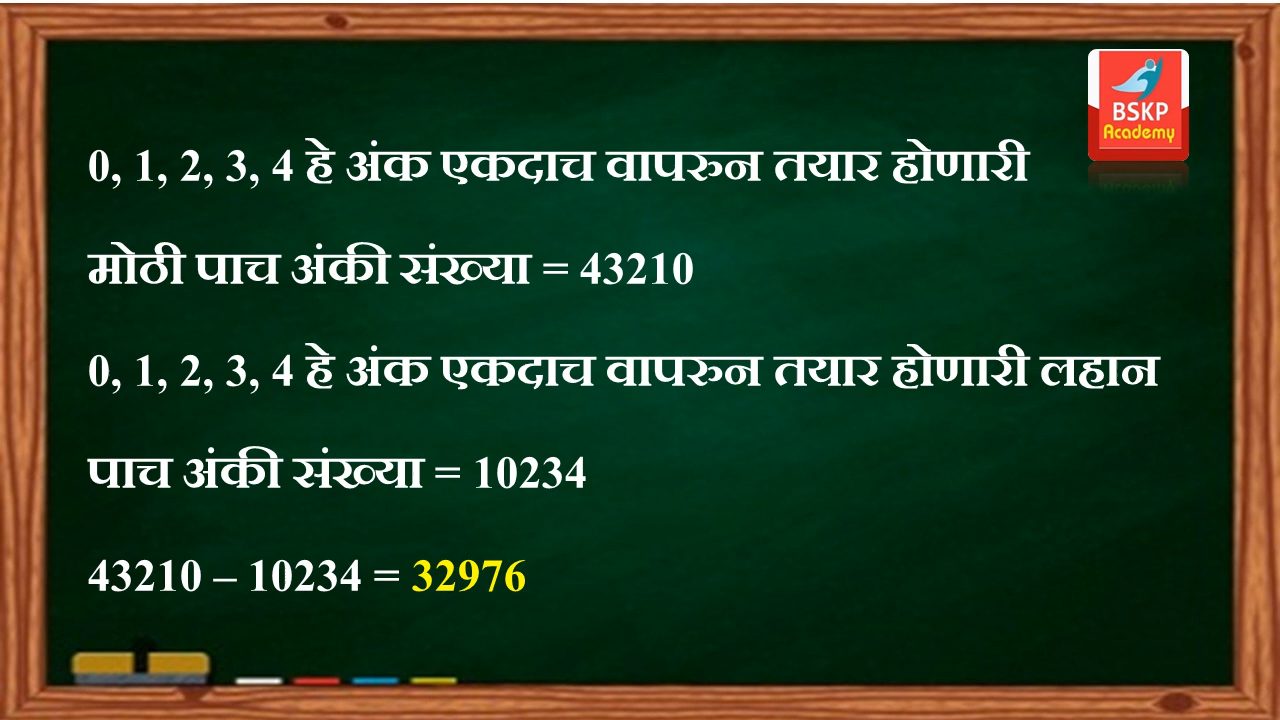 BSKP
Academy
0, 1, 2, 3, 4 हे अंक एकदाच वापरुन तयार होणारी
मोठी पाच अंकी संख्या = 43210
0, 1, 2, 3, 4 हे अंक एकदाच वापरुन तयार होणारी लहान
पाच अंकी संख्या = 10234
43210 – 10234 = 32976